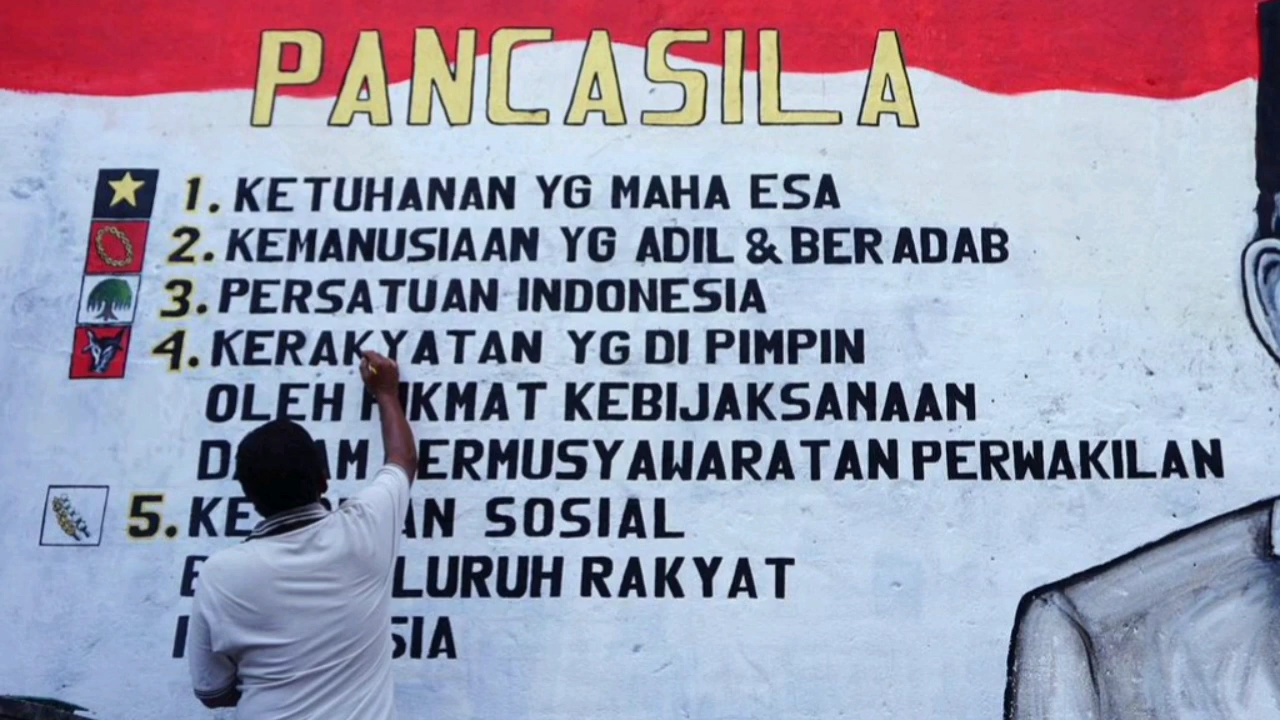 PANCASILA
1. KETUHANAN YG MAHA ESA
2. KEMANUSIAAN YG ADIL & BERADAB
3. PERSATUAN INDONESIA
4. KERAKYATAN YG DI PIMPIN
OLEH HIKMAT KEBIJAKSANAAN
PERWAKILAN
5. SOSIAL
RAKYAT